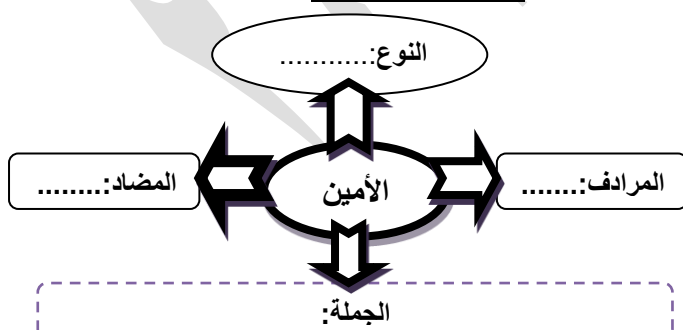 النوع:...........
المرادف:.......
الأمين
المضاد:........
الجملة: